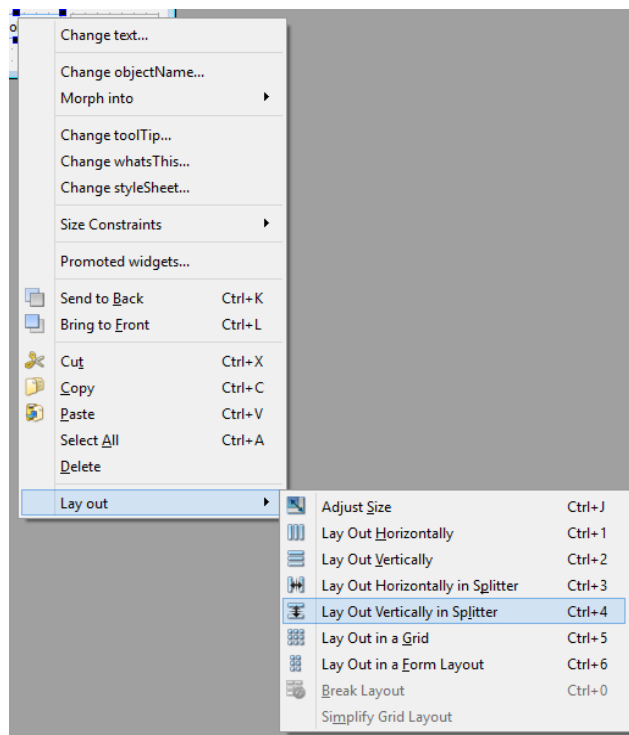 Change text...
Change objectName...
Morph into
Change toolTip...
Change whatsThis...
Change styleSheet...
Size Constraints
Promoted widgets...
Send to Back Ctrl+K
Bring to Front Ctrl+L
Cut Ctrl+X
Copy Ctrl+C
Paste Ctrl+V
Select All Ctrl+A
Delete
Lay out
Adjust Size Ctrl+J
Lay Out Horizontally Ctrl+1
Lay Out Vertically Ctrl+2
Lay Out Horizontally in Splitter Ctrl+3
Lay Out Vertically in Splitter Ctrl+4
Lay Out in a Grid Ctrl+5
Lay Out in a Form Layout Ctrl+6
Break Layout Ctrl+0
Simplify Grid Layout